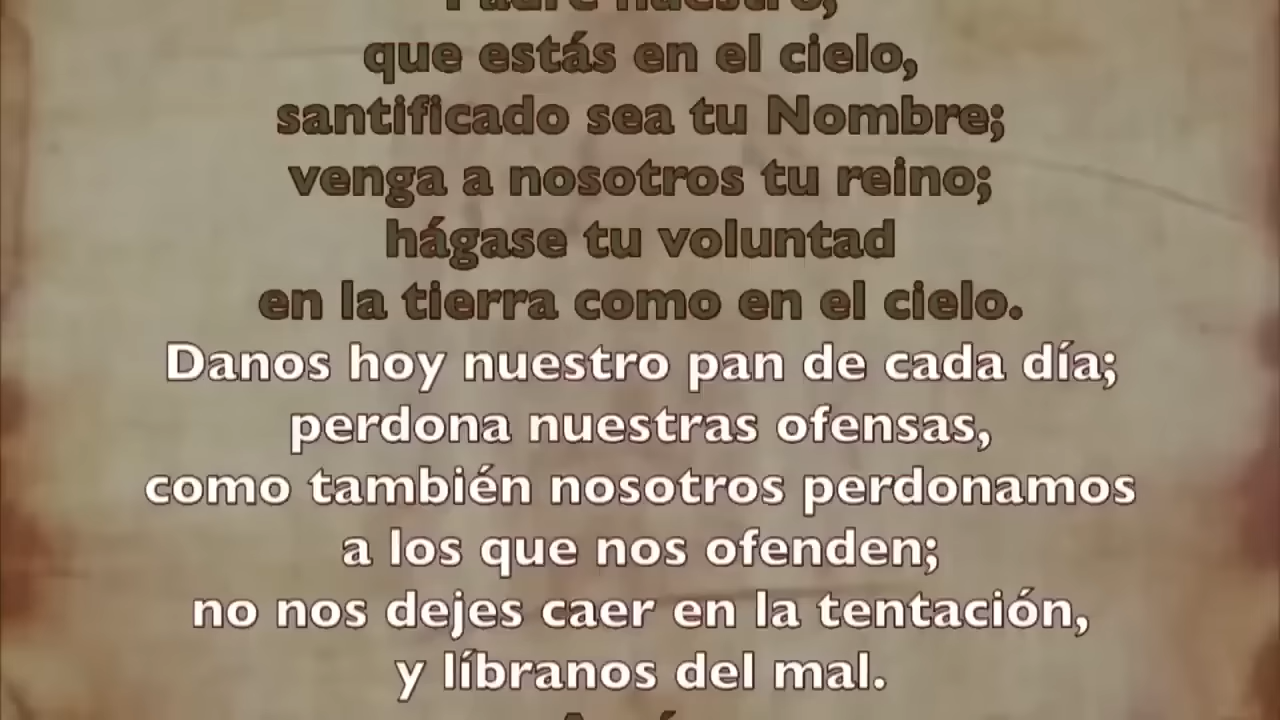 Padre nuestro,
que estás en el cielo,
santificado sea tu Nombre;
venga a nosotros tu reino;
hágase tu voluntad
en la tierra como en el cielo.
Danos hoy nuestro pan de cada día;
perdona nuestras ofensas,
como también nosotros perdonamos
a los que nos ofenden;
no nos dejes caer en la tentación,
y líbranos del mal.